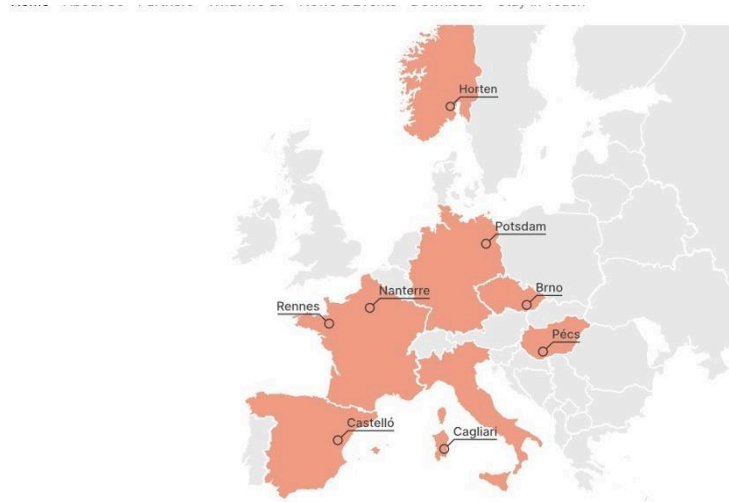 Horten
Potsdam
Brno
Nanterre
Rennes
Pécs
Castelló
Cagliari